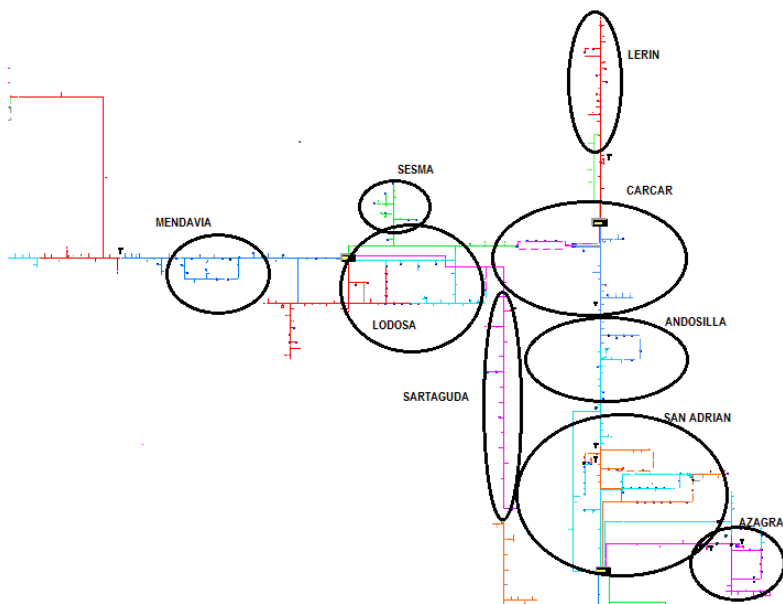 LERIN
SESMA
CARCAR
MENDAVIA
LODOSA
ANDOSILLA
SARTAGUDA
SAN ADRIAN
AZAGRA
T
T
T
T
T
T